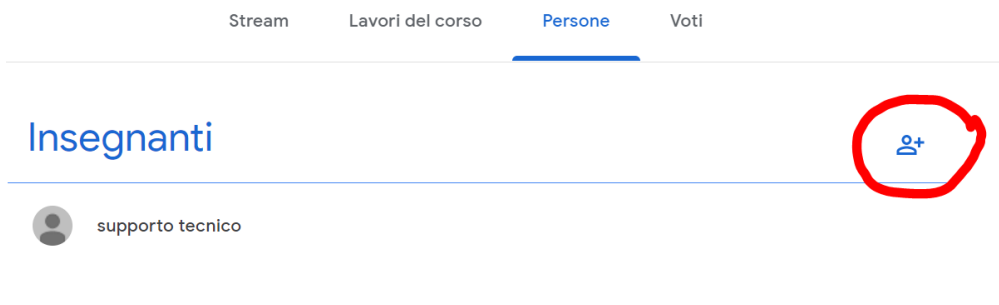 Stream Lavori del corso Persone Voti
Insegnanti
supporto tecnico